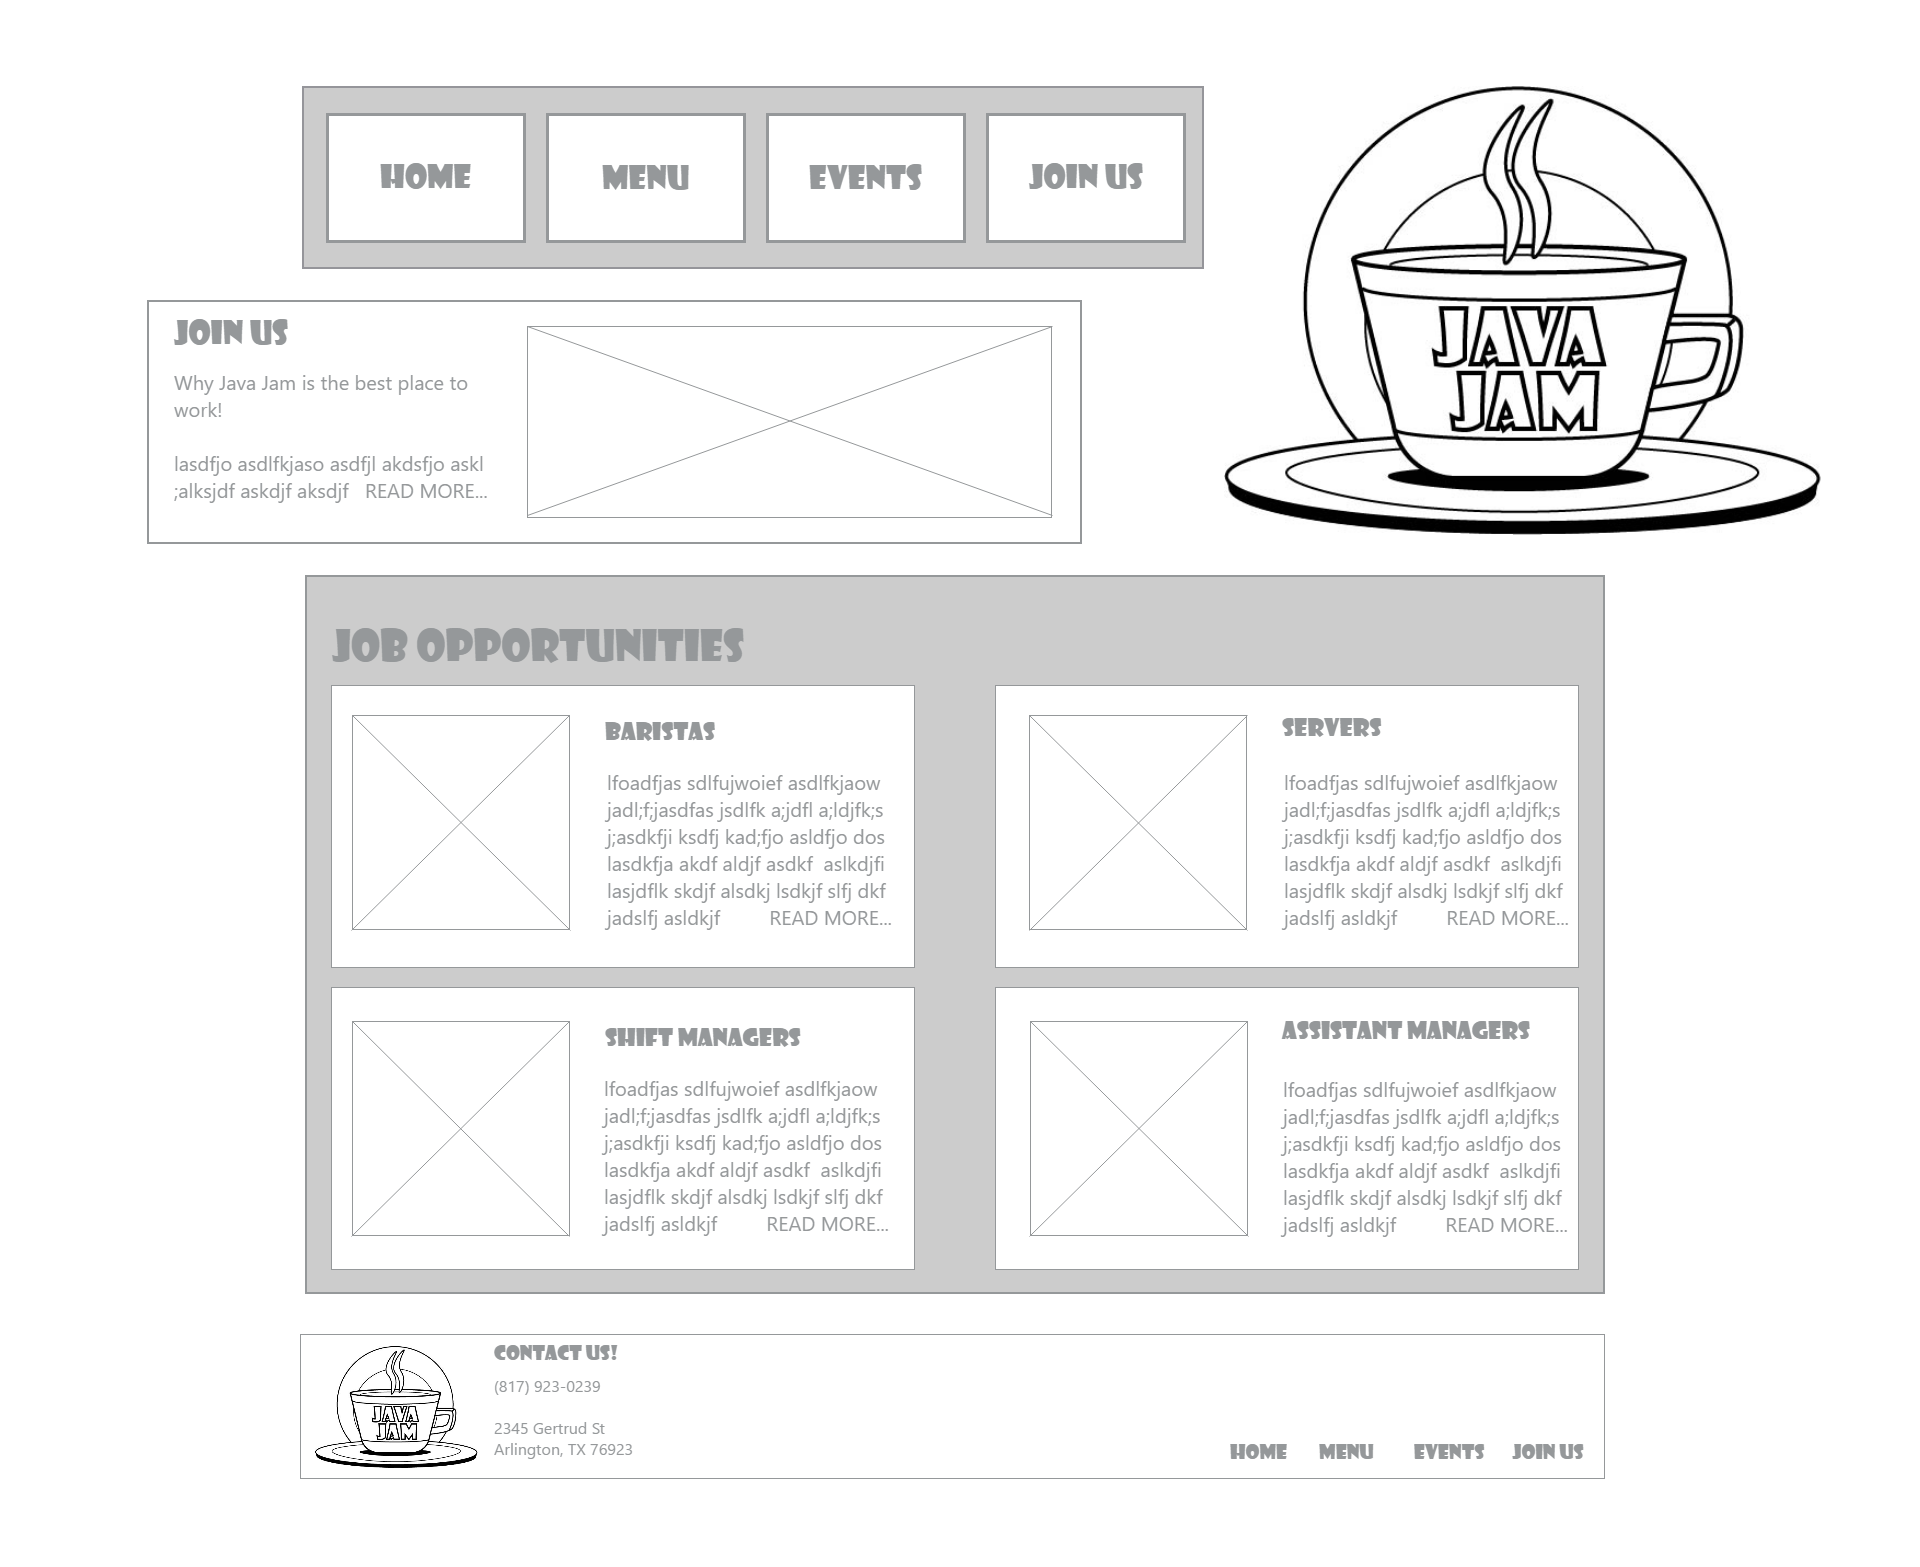 HOME
MENU
EVENTS
JOIN US
JAVA
JAM
JOIN US
Why Java Jam is the best place to
work!
lasdfjo asdlfkjaso asdfjl akdsfjo askl
;alksjdf askdjf aksdjf READ MORE...
JOB OPPORTUNITIES
BARISTAS
lfoadfjas sdlfujwoief asdlfkjaow
jadl;f;jasdfas jsdlfk a;jdfl a;ldjfk;s
j;asdkfji ksdfj kad;fjo asldfjo dos
lasdkfja akdf aldjf asdkf aslkdjfi
lasjdflk skdjf alsdkj lsdkjf slfj dkf
jadslfj asldkjf READ MORE...
SERVERS
lfoadfjas sdlfujwoief asdlfkjaow
jadl;f;jasdfas jsdlfk a;jdfl a;ldjfk;s
j;asdkfji ksdfj kad;fjo asldfjo dos
lasdkfja akdf aldjf asdkf aslkdjfi
lasjdflk skdjf alsdkj lsdkjf slfj dkf
jadslfj asldkjf READ MORE...
SHIFT MANAGERS
lfoadfjas sdlfujwoief asdlfkjaow
jadl;f;jasdfas jsdlfk a;jdfl a;ldjfk;s
j;asdkfji ksdfj kad;fjo asldfjo dos
lasdkfja akdf aldjf asdkf aslkdjfi
lasjdflk skdjf alsdkj lsdkjf slfj dkf
jadslfj asldkjf READ MORE...
ASSISTANT MANAGERS
lfoadfjas sdlfujwoief asdlfkjaow
jadl;f;jasdfas jsdlfk a;jdfl a;ldjfk;s
j;asdkfji ksdfj kad;fjo asldfjo dos
lasdkfja akdf aldjf asdkf aslkdjfi
lasjdflk skdjf alsdkj lsdkjf slfj dkf
jadslfj asldkjf READ MORE...
JAVA
JAM
CONTACT US!
(817) 923-0239
2345 Gertrud St
Arlington, TX 76923
HOME
MENU
EVENTS
JOIN US